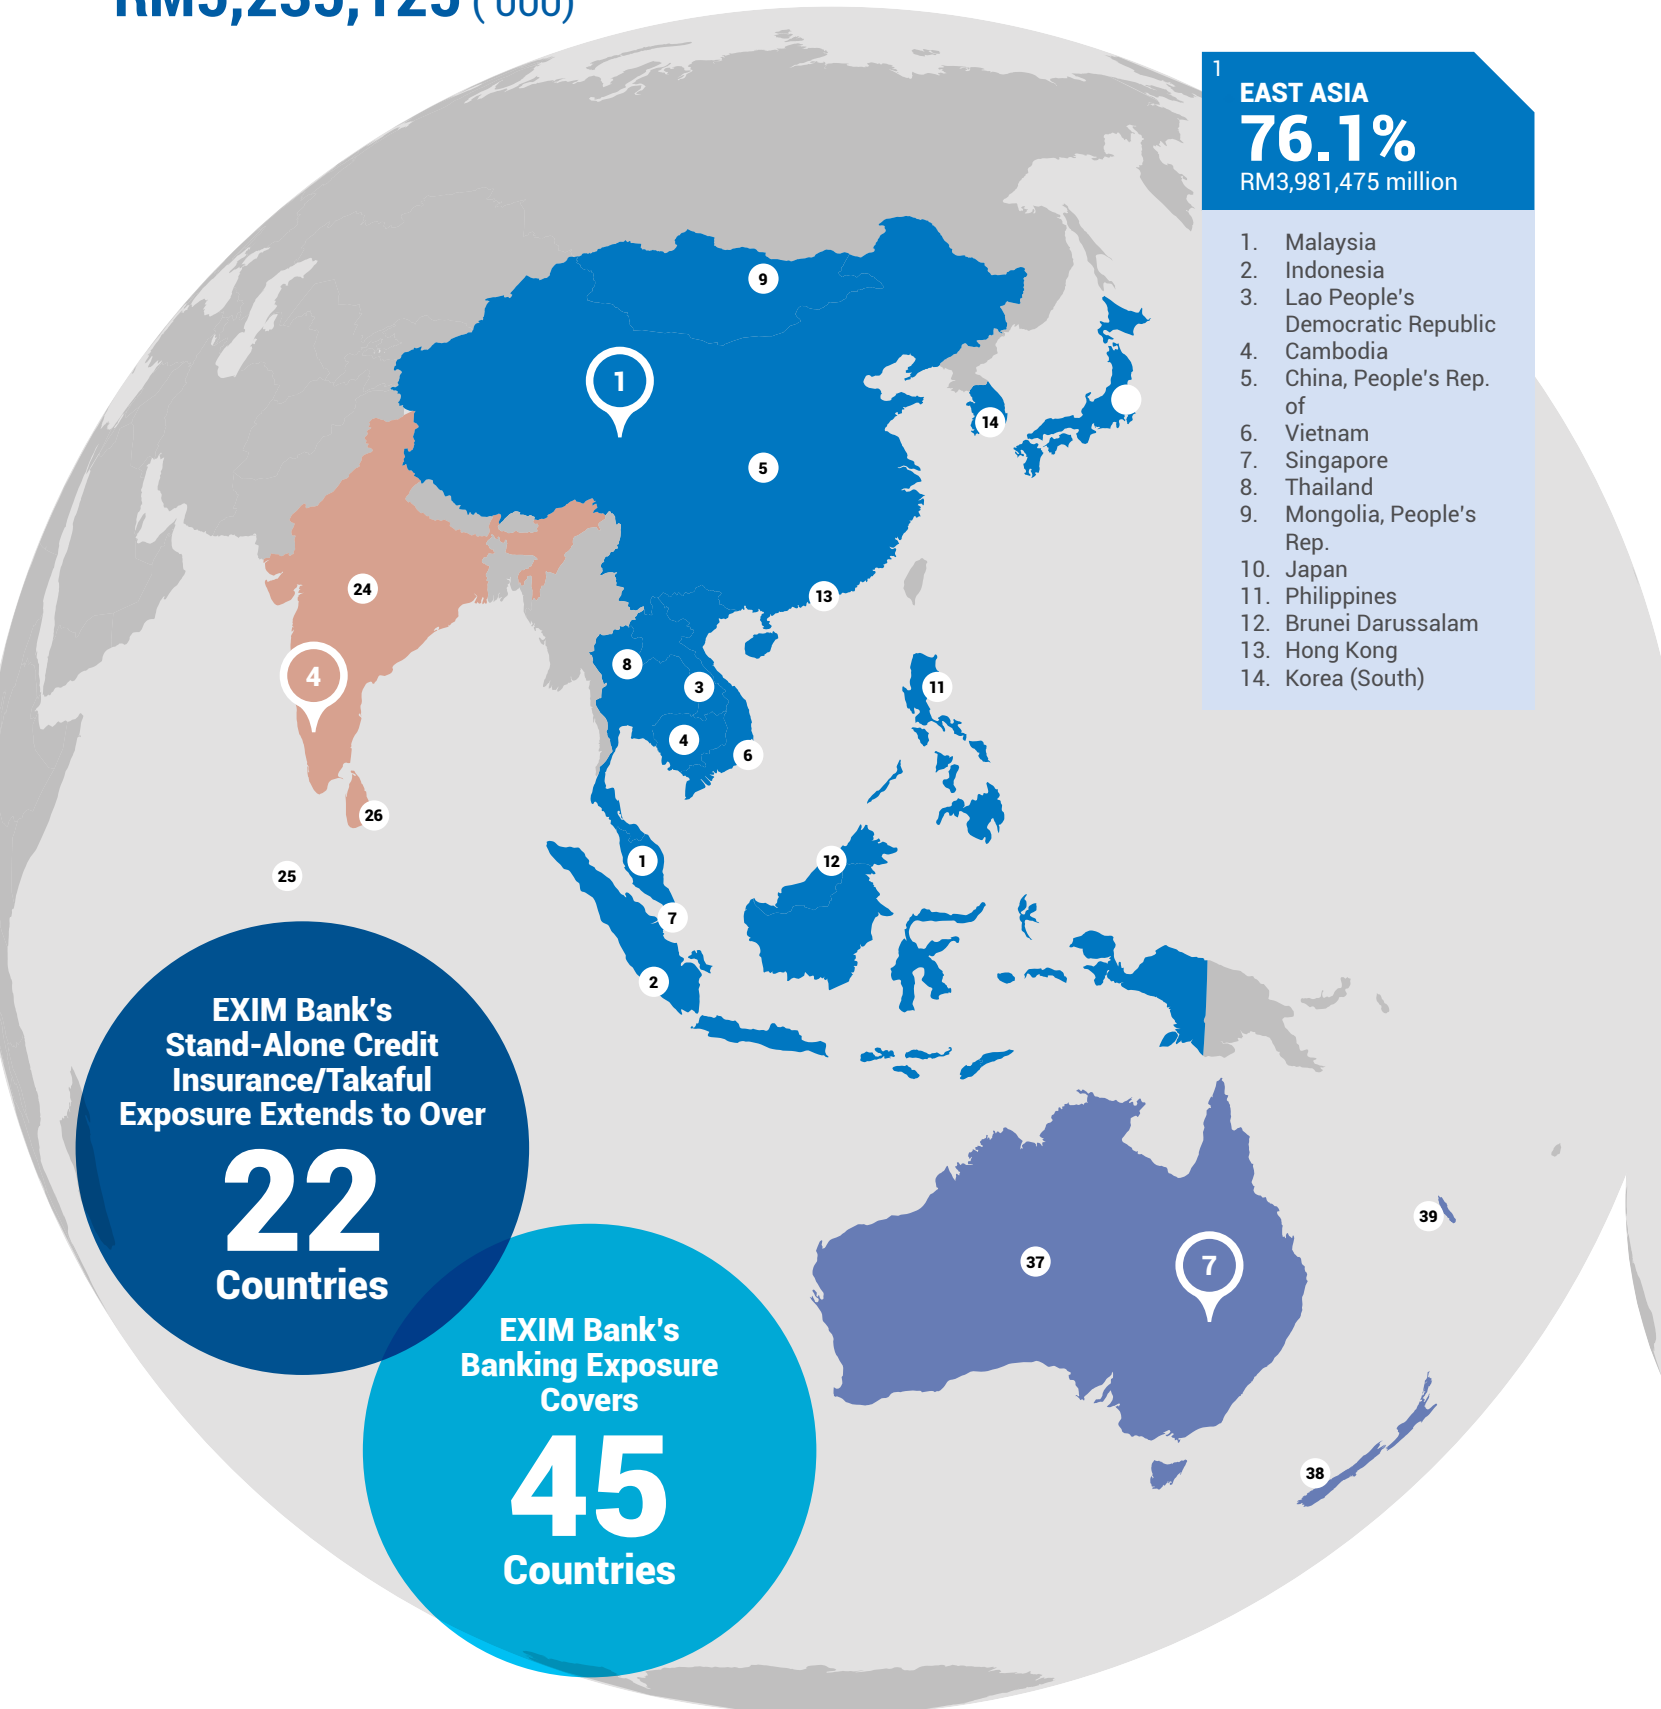 RM5,235,125 ('000)
1
EAST ASIA
76.1%
RM3,981,475 million
1. Malaysia
2. Indonesia
3. Lao People's
Democratic Republic
4. Cambodia
5. China, People's Rep.
of
6. Vietnam
7. Singapore
8. Thailand
9. Mongolia, People's
Rep.
10. Japan
11. Philippines
12. Brunei Darussalam
13. Hong Kong
14. Korea (South)
9
1
14
5
24
13
4
8
3
11
4
6
26
1
12
25
7
2
EXIM Bank's
Stand-Alone Credit
Insurance/Takaful
Exposure Extends to Over
22
Countries
39
37
7
EXIM Bank's
Banking Exposure
Covers
45
Countries
38